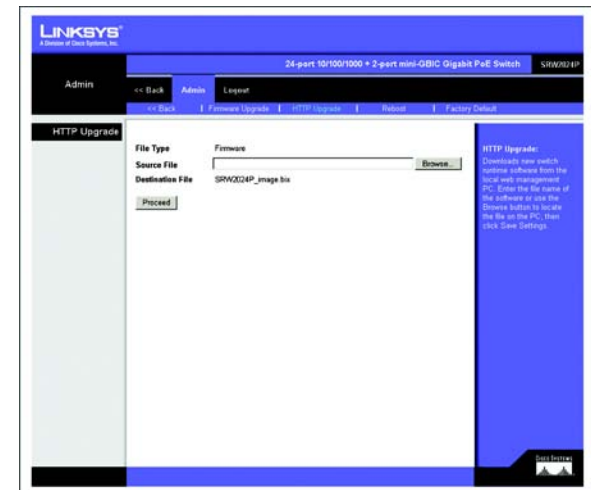 LINKSYS®
A Division of Cisco Systems, Inc.
24-port 10/100/1000 + 2-port mini-GBIC Gigabit PoE Switch
SRW2024P
Admin
<< Back
Admin
Logout
<< Back | Firmware Upgrade | HTTP Upgrade | Reboot | Factory Default
HTTP Upgrade
File Type Firmware
Source File Browse...
Destination File SRW2024P_image.bix
Proceed
HTTP Upgrade:
Downloads new switch
runtime software from the
local web management
PC. Enter the file name of
the software or use the
Browse button to locate
the file on the PC, then
click Save Settings.
CISCO SYSTEMS